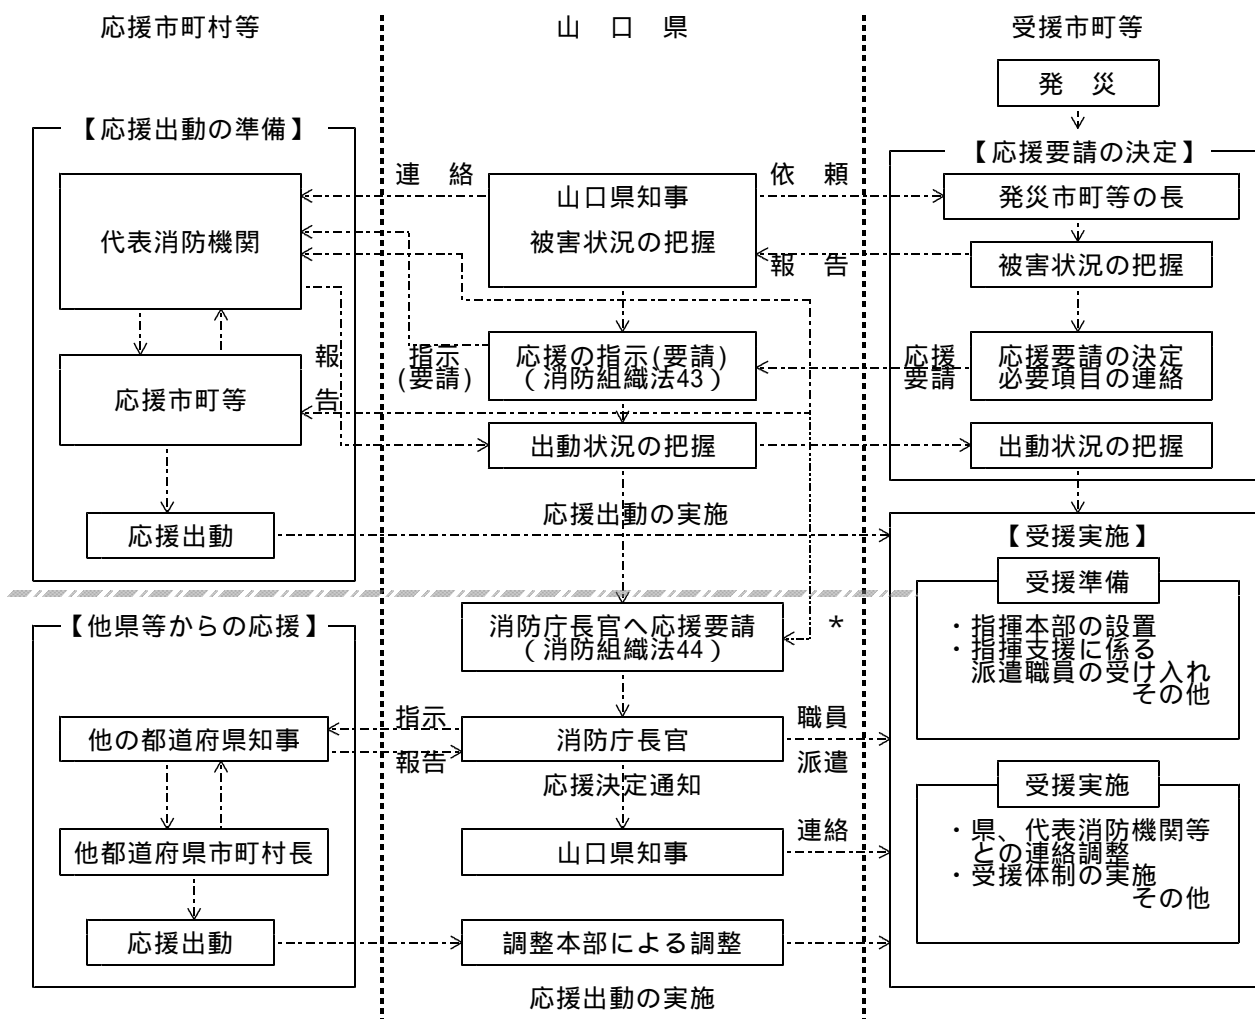 応援市町村等
山　口　県
受援市町等
発　災
【応援出動の準備】
【応援要請の決定】
連　絡
依　頼
代表消防機関
山口県知事
被害状況の把握
発災市町等の長
報　告
被害状況の把握
報
告
指示
(要請)
応援の指示(要請)
（消防組織法43）
応援
要請
応援要請の決定
必要項目の連絡
応援市町等
出動状況の把握
出動状況の把握
応援出動
応援出動の実施
【受援実施】
受援準備
・指揮本部の設置
・指揮支援に係る
派遣職員の受け入れ
その他
【他県等からの応援】
消防庁長官へ応援要請
（消防組織法44）
*
他の都道府県知事
指示
報告
消防庁長官
職員
派遣
応援決定通知
受援実施
・県、代表消防機関等
との連絡調整
・受援体制の実施
その他
他都道府県市町村長
山口県知事
連絡
応援出動
調整本部による調整
応援出動の実施